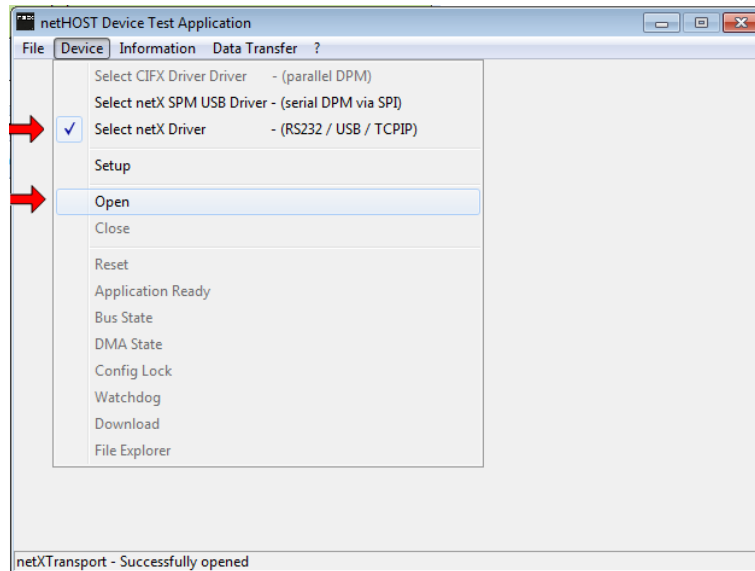 netHOST Device Test Application
File Device Information Data Transfer ?
Select CIFX Driver Driver - (parallel DPM)
Select netX SPM USB Driver - (serial DPM via SPI)
Select netX Driver - (RS232 / USB / TCPIP)
Setup
Open
Close
Reset
Application Ready
Bus State
DMA State
Config Lock
Watchdog
Download
File Explorer
netXTransport - Successfully opened